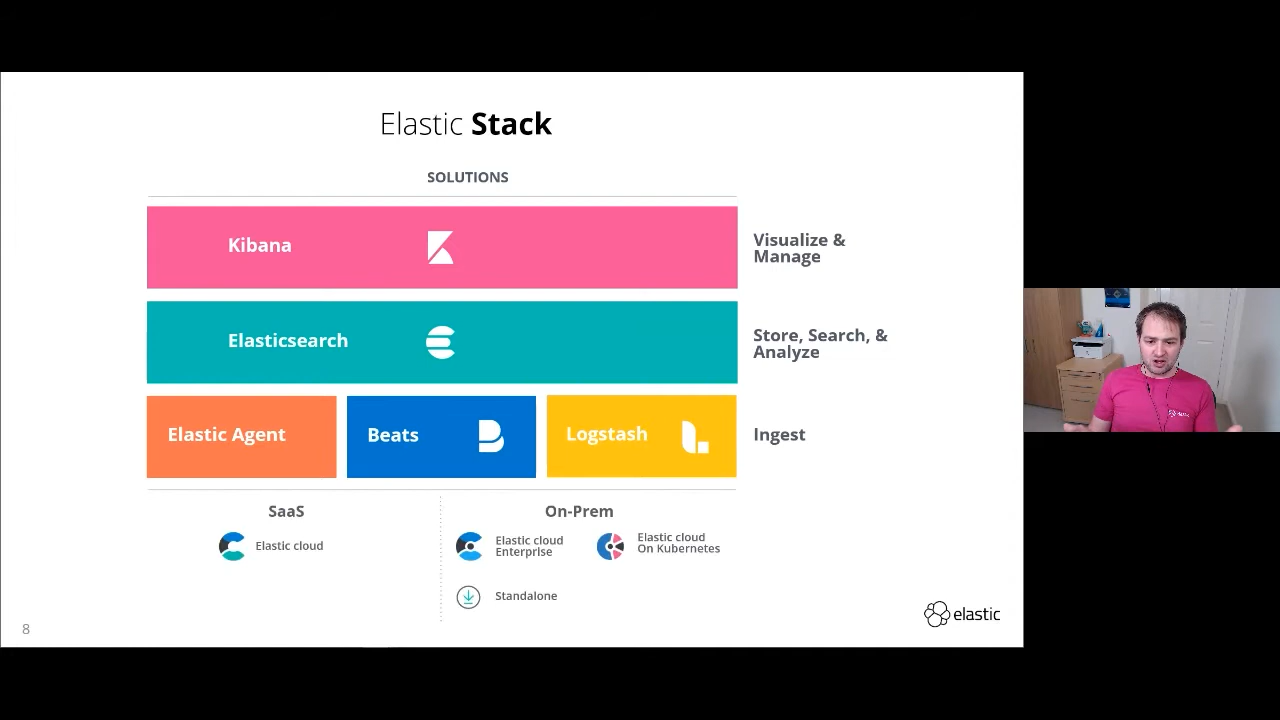 Elastic Stack
SOLUTIONS
Kibana
Visualize &
Manage
Elasticsearch
Store, Search, &
Analyze
Elastic Agent
Beats
Logstash
Ingest
SaaS
On-Prem
Elastic cloud
Elastic cloud
Enterprise
Elastic cloud
On Kubernetes
Standalone
8
elastic